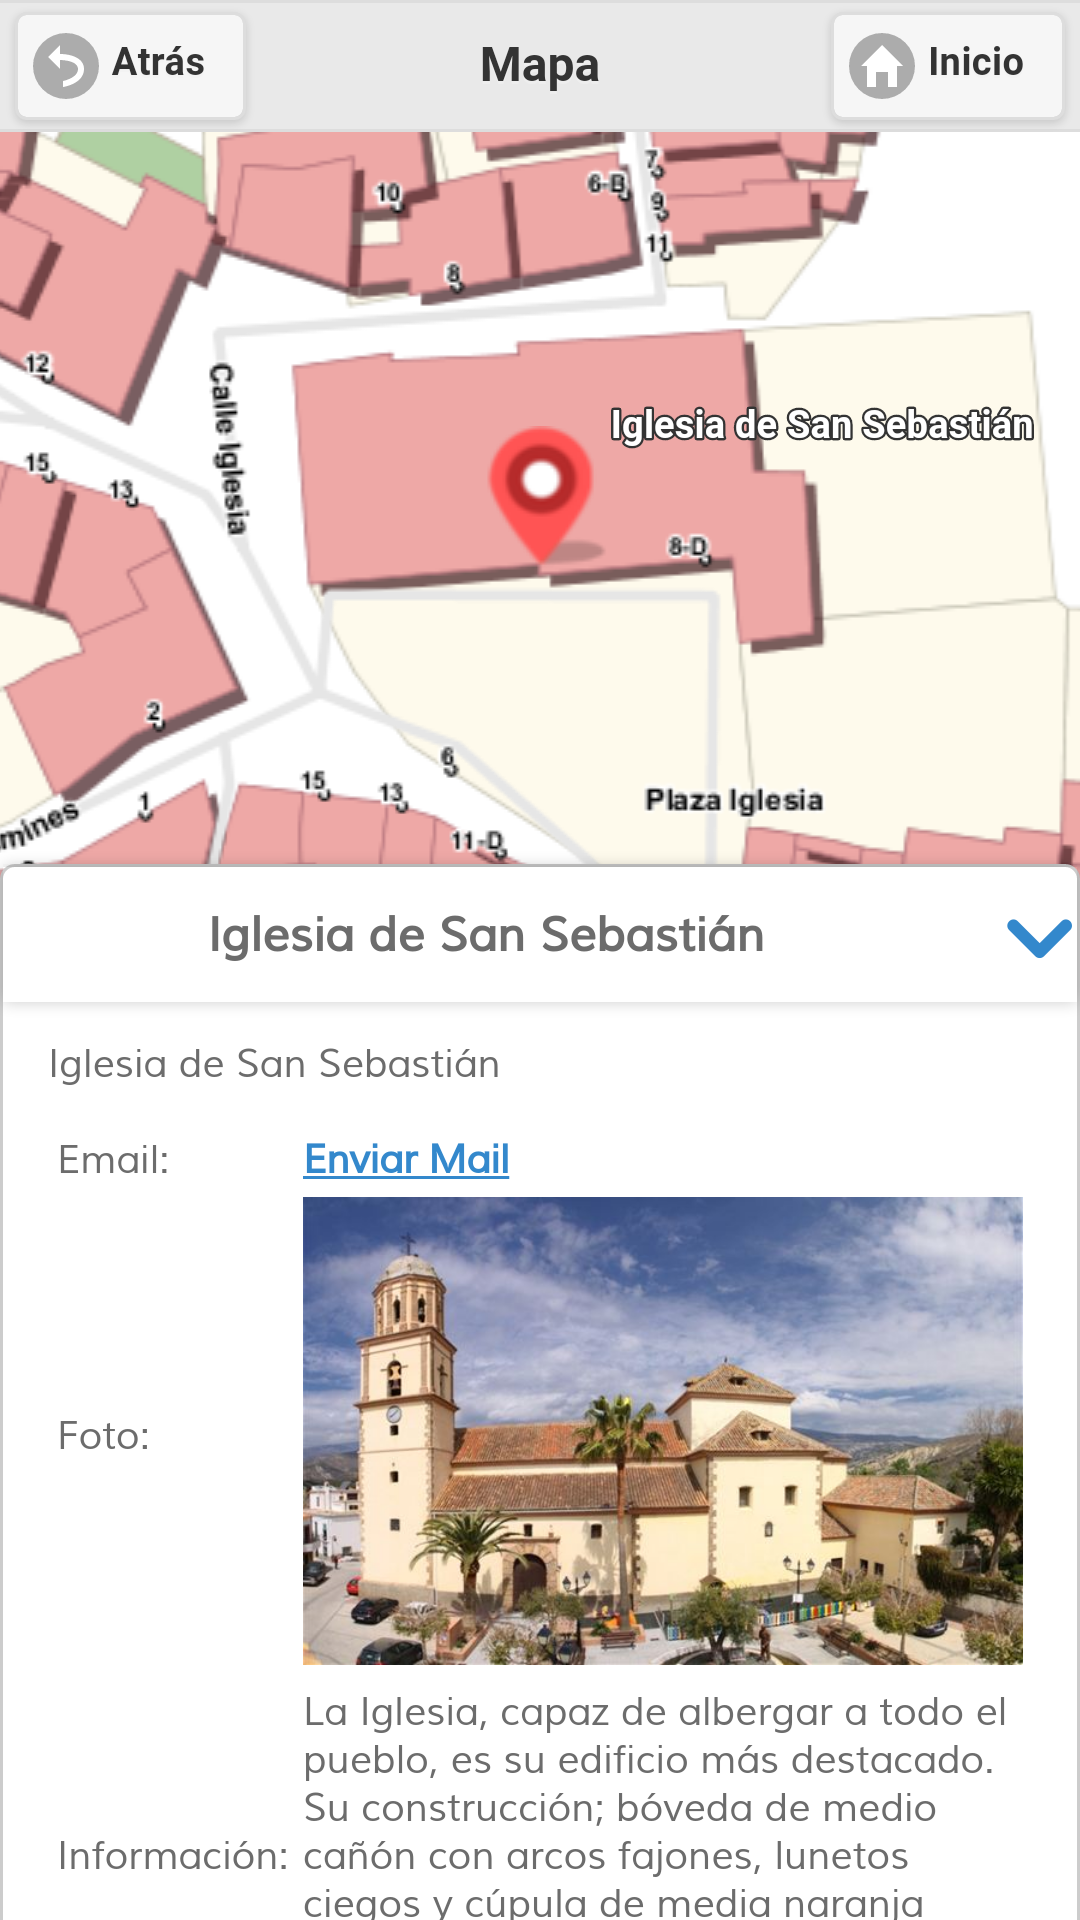 Atrás
Mapa
Inicio
7
10
6-B
9
11
8
12
Calle Iglesia
Iglesia de San Sebastián
15
13
8-D
2
6
15
13
1
Plaza Iglesia
mines
11-D
Iglesia de San Sebastián
Iglesia de San Sebastián
Email:
Enviar Mail
Foto:
La Iglesia, capaz de albergar a todo el
pueblo, es su edificio más destacado.
Su construcción; bóveda de medio
Información: cañón con arcos fajones, lunetos
ciegos y cúpula de media naranja